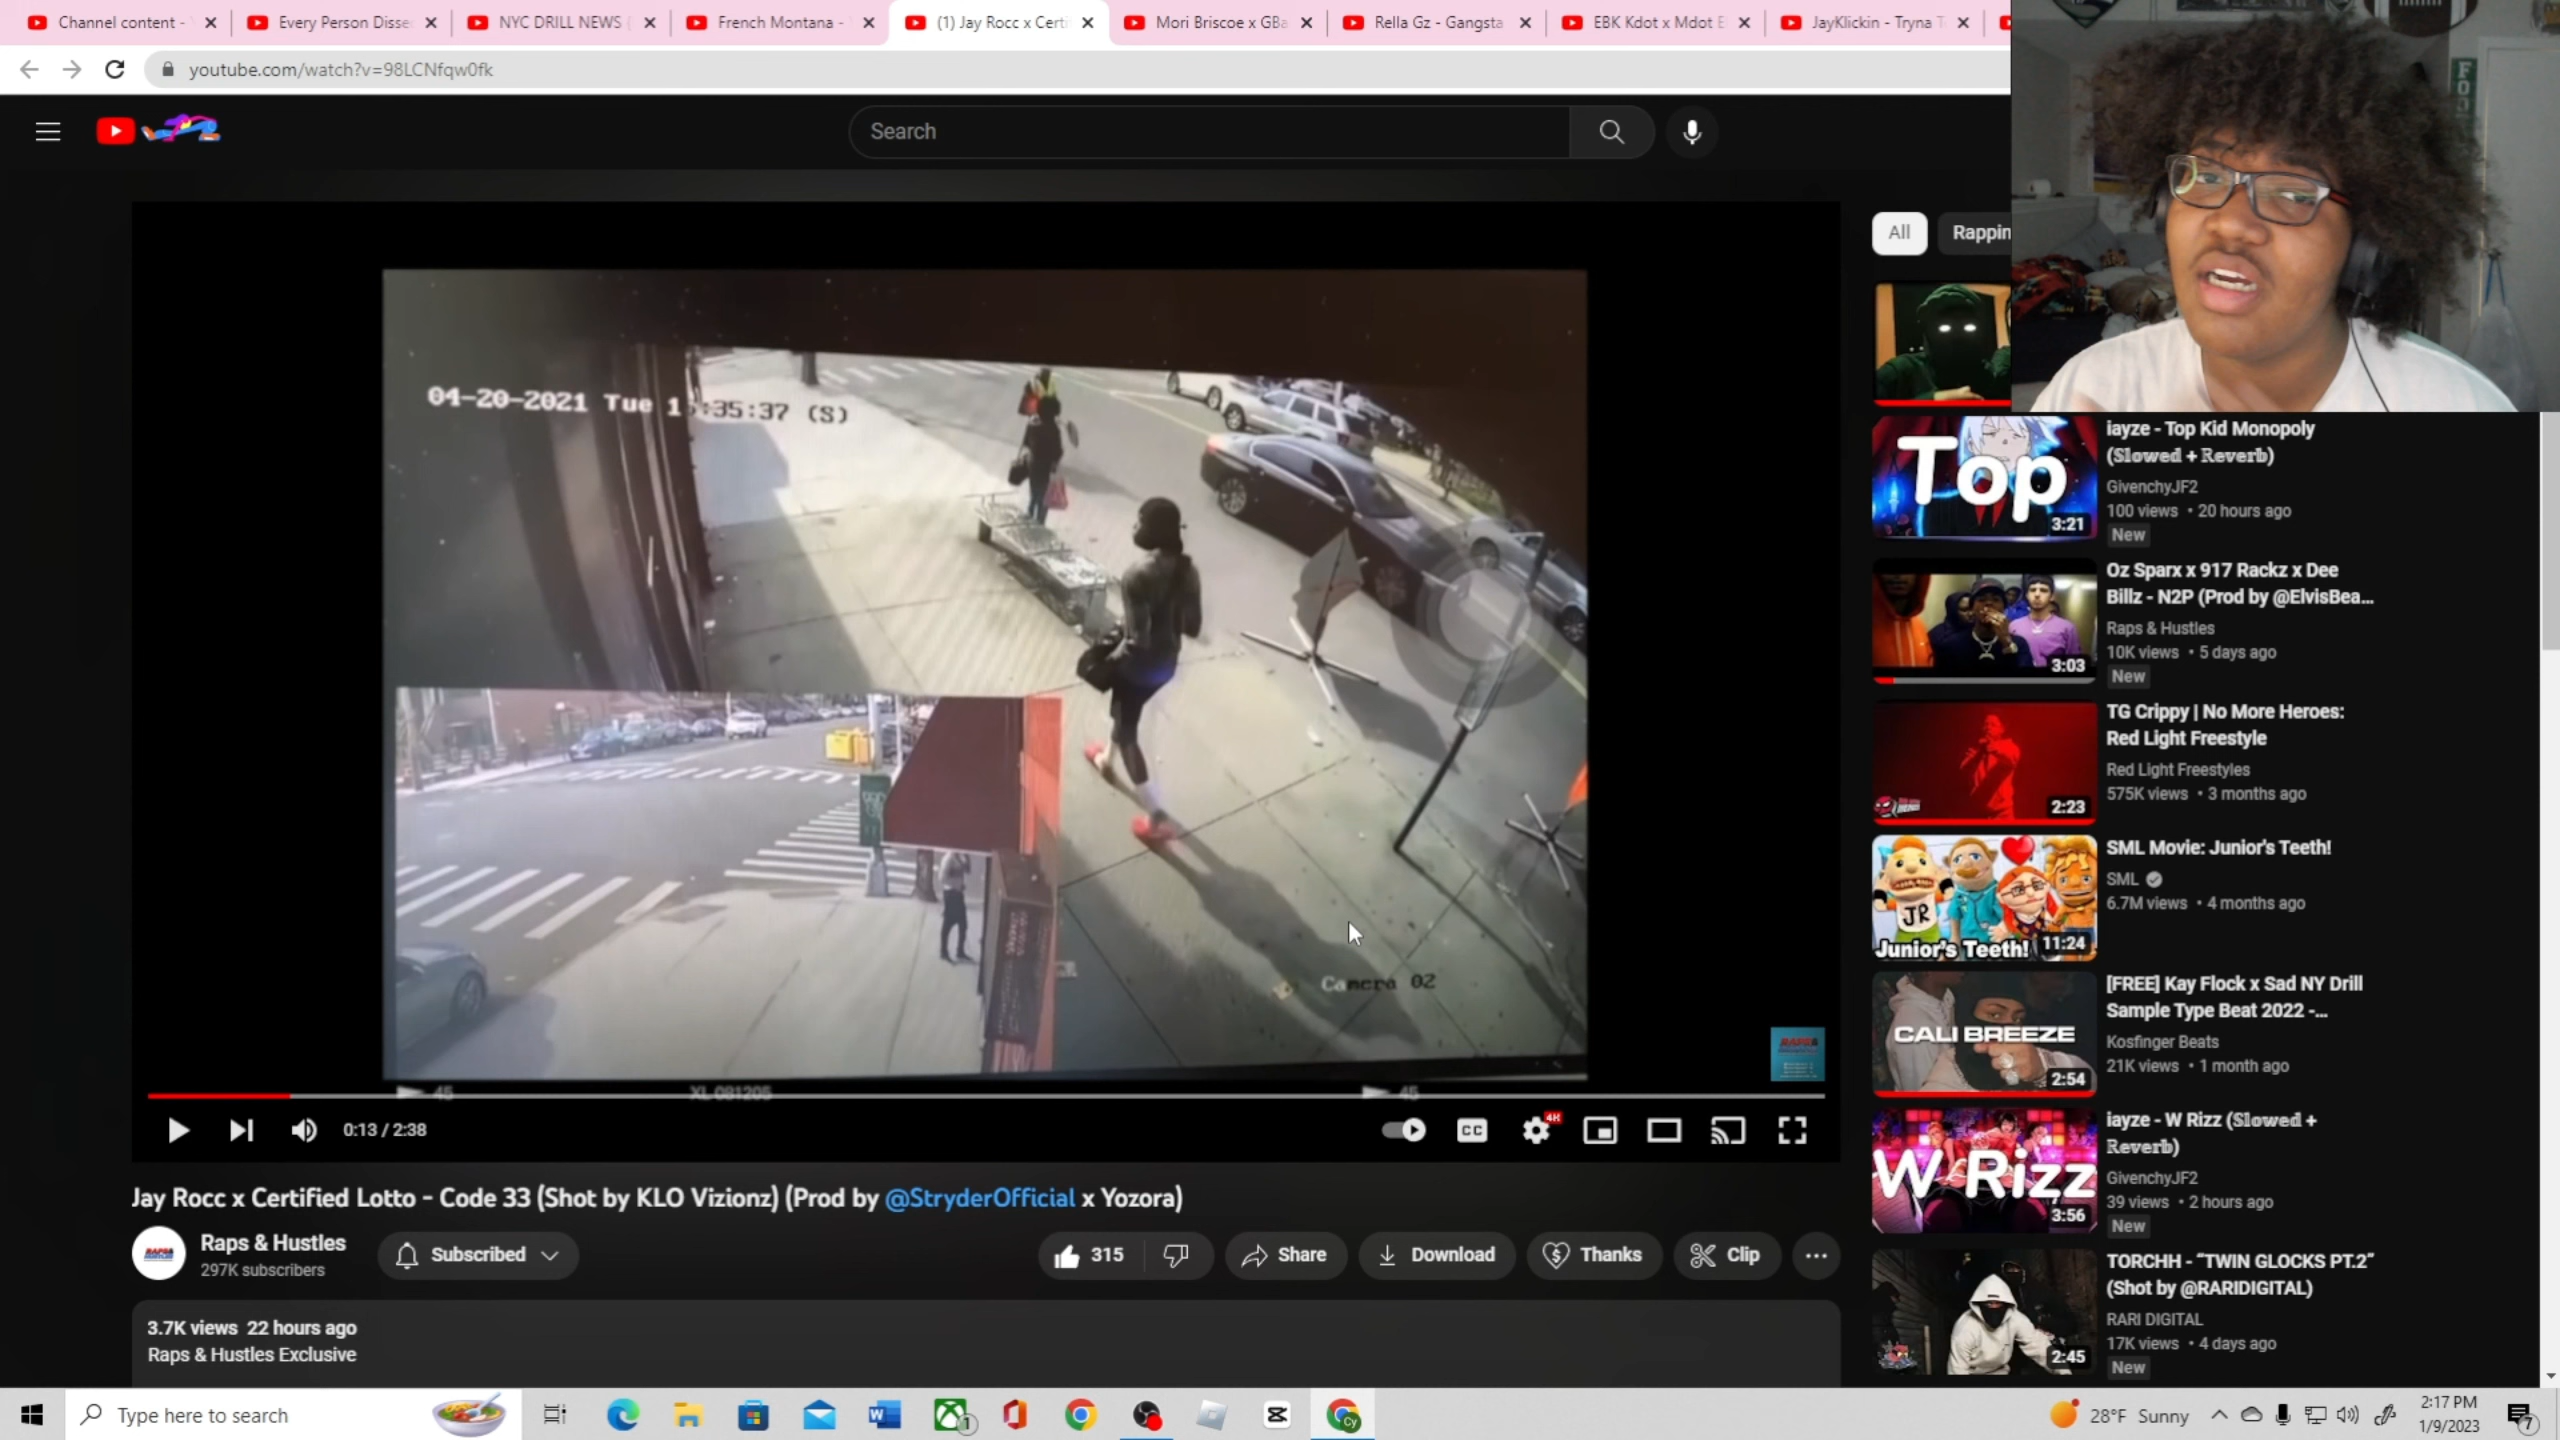 Channel content -
Every Person Disse
NYC DRILL NEWS
French Montana -
(1) Jay Rocc x Certi
Mori Briscoe x GBa
Rella Gz - Gangsta
EBK Kdot x Mdot E
JayKlickin - Tryna T
youtube.com/watch?v=98LCNfqw0fk
Search
All
Rappin
04-20-2021 Tue 1 :35:37 (S)
Camera 02
45
XL 081205
45
0:13 / 2:38
CC
4K
Jay Rocc x Certified Lotto - Code 33 (Shot by KLO Vizionz) (Prod by @StryderOfficial x Yozora)
Raps & Hustles
297K subscribers
Subscribed
315
Share
Download
Thanks
Clip
3.7K views 22 hours ago
Raps & Hustles Exclusive
Top
3:21
iayze - Top Kid Monopoly
(Slowed + Reverb)
GivenchyJF2
100 views • 20 hours ago
New
3:03
Oz Sparx x 917 Rackz x Dee
Billz - N2P (Prod by @ElvisBea...
Raps & Hustles
10K views • 5 days ago
New
2:23
TG Crippy | No More Heroes:
Red Light Freestyle
Red Light Freestyles
575K views • 3 months ago
JR
Junior's Teeth!
11:24
SML Movie: Junior's Teeth!
SML
6.7M views • 4 months ago
CALI BREEZE
2:54
[FREE] Kay Flock x Sad NY Drill
Sample Type Beat 2022 -...
Kosfinger Beats
21K views • 1 month ago
W Rizz
3:56
iayze - W Rizz (Slowed +
Reverb)
GivenchyJF2
39 views • 2 hours ago
New
2:45
TORCHH - "TWIN GLOCKS PT.2"
(Shot by @RARIDIGITAL)
RARI DIGITAL
17K views • 4 days ago
New
Type here to search
1
Cy
28°F Sunny
2:17 PM
1/9/2023
7